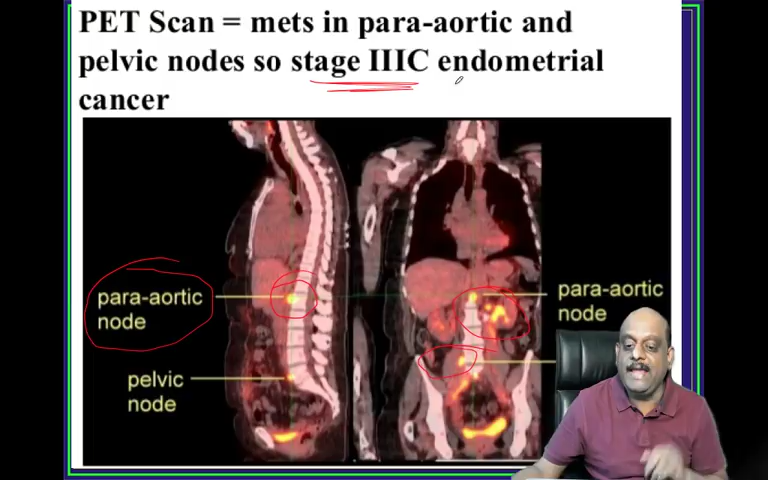 PET Scan = mets in para-aortic and
pelvic nodes so stage IIIC endometrial
cancer
para-aortic
node
pelvic
node
para-aortic
node